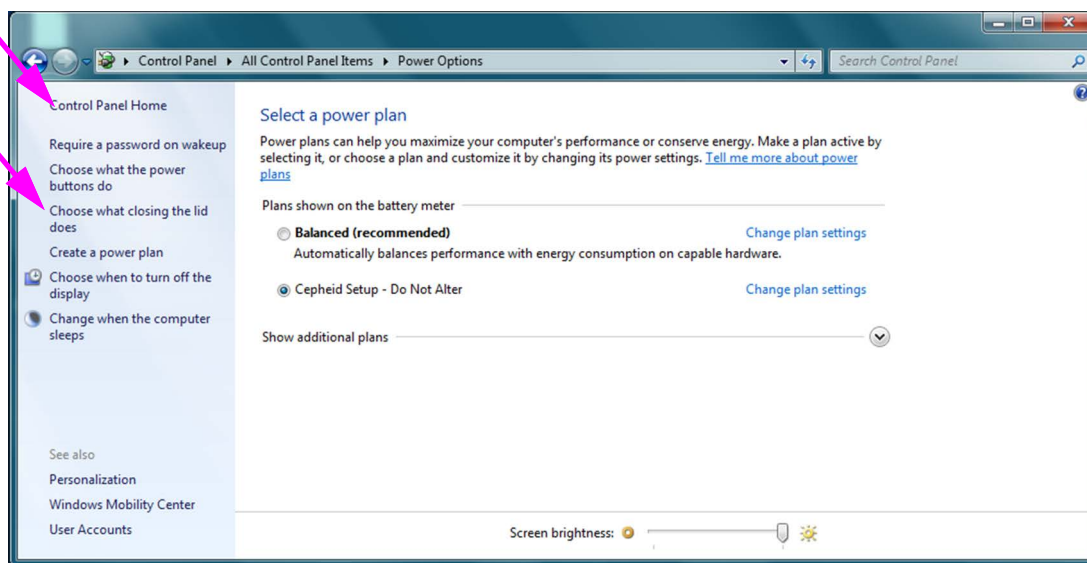 Control Panel ▸ All Control Panel Items ▸ Power Options
Search Control Panel
Control Panel Home
Require a password on wakeup
Choose what the power
buttons do
Choose what closing the lid
does
Create a power plan
Choose when to turn off the
display
Change when the computer
sleeps
See also
Personalization
Windows Mobility Center
User Accounts
Select a power plan
Power plans can help you maximize your computer's performance or conserve energy. Make a plan active by
selecting it, or choose a plan and customize it by changing its power settings. Tell me more about power
plans
Plans shown on the battery meter
Balanced (recommended) Change plan settings
Automatically balances performance with energy consumption on capable hardware.
Cepheid Setup - Do Not Alter Change plan settings
Show additional plans
Screen brightness: